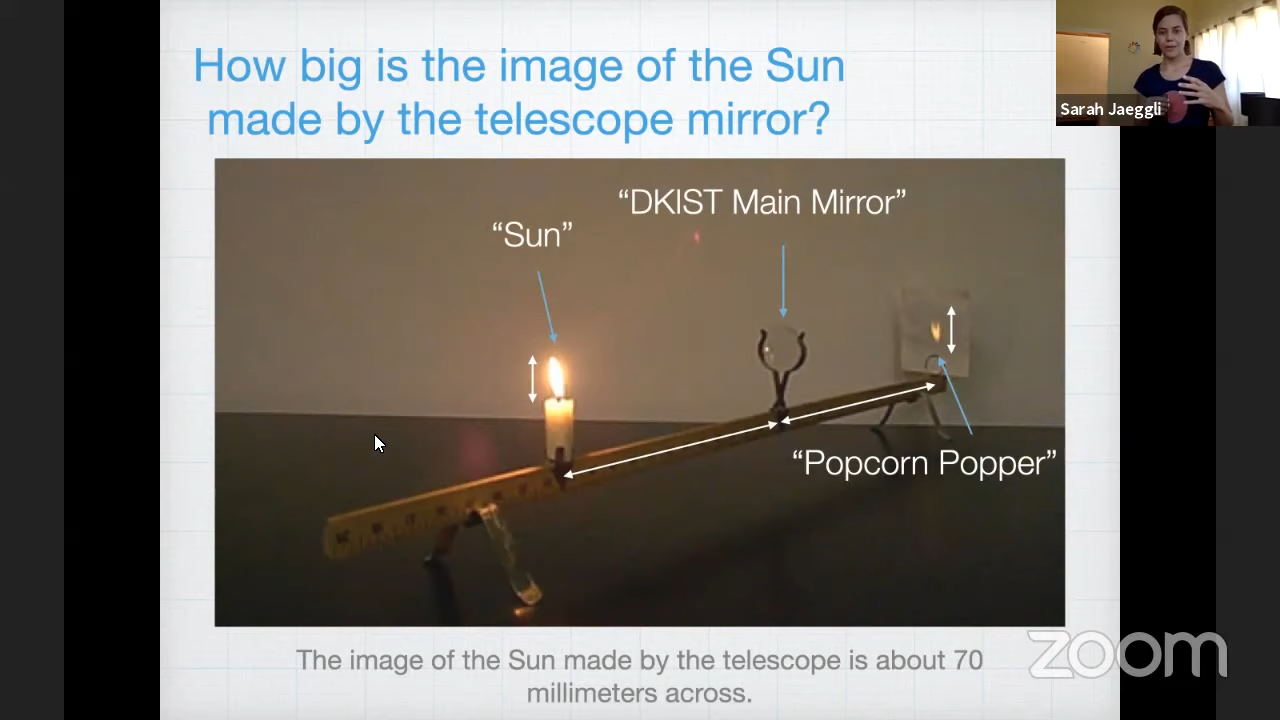 How big is the image of the Sun
made by the telescope mirror?
Sarah Jaeggli
“DKIST Main Mirror”
“Sun”
“Popcorn Popper”
The image of the Sun made by the telescope is about 70
millimeters across.
zoom